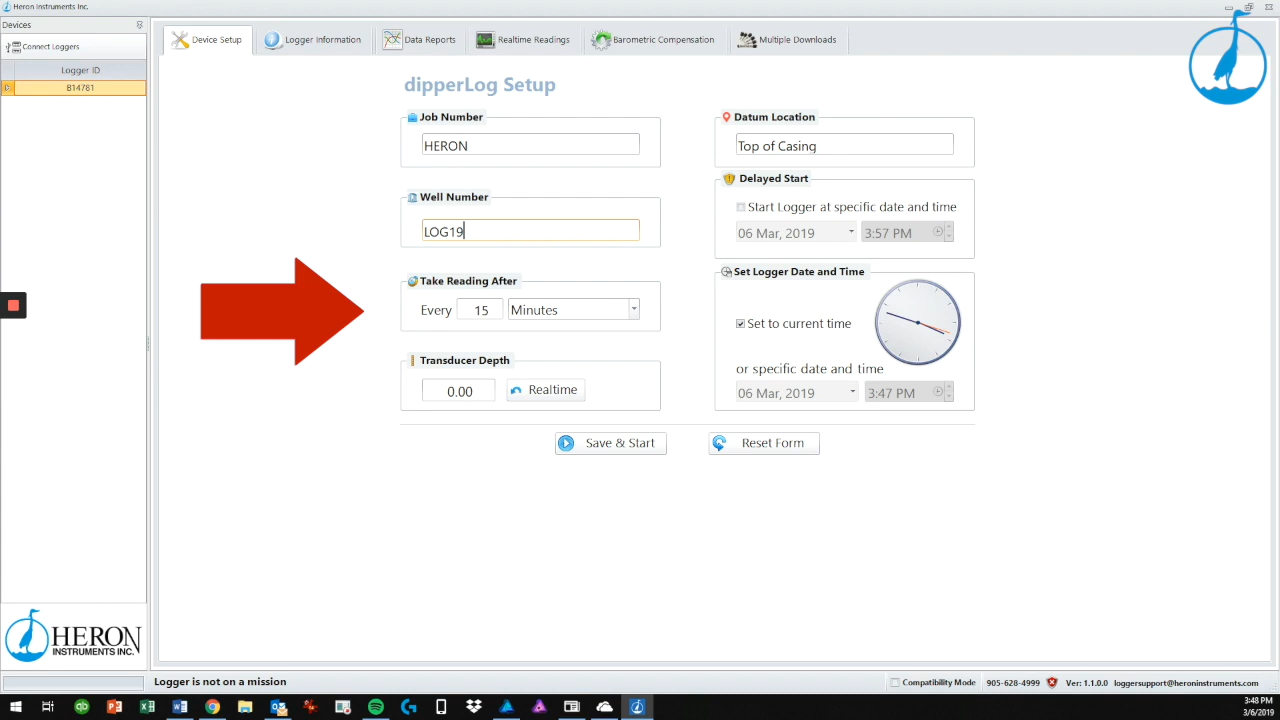 Heron Instruments Inc.
Devices
Connect Loggers
Logger ID
B14781
Device Setup
Logger Information
Data Reports
Realtime Readings
Barometric Compensation
Multiple Downloads
dipperLog Setup
Job Number
HERON
Well Number
LOG19
Take Reading After
Every 15 Minutes
Transducer Depth
0.00 Realtime
Datum Location
Top of Casing
Delayed Start
Start Logger at specific date and time
06 Mar, 2019 3:57 PM
Set Logger Date and Time
Set to current time
or specific date and time
06 Mar, 2019 3:47 PM
Save & Start
Reset Form
HERON
INSTRUMENTS INC.
Logger is not on a mission
Compatibility Mode
905-628-4999
Ver: 1.1.0.0
loggersupport@heroninstruments.com
3:48 PM
3/6/2019